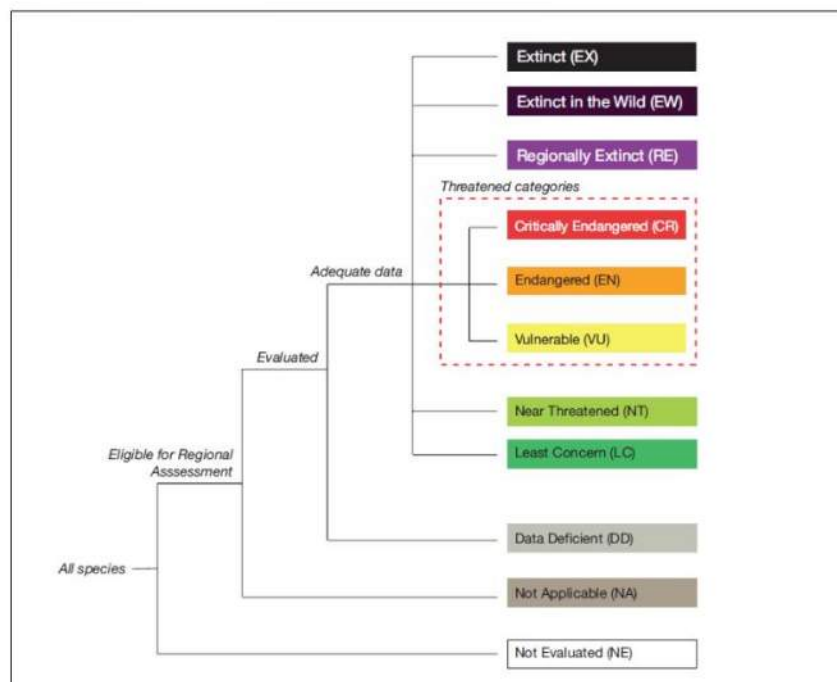 Extinct (EX)
Extinct in the Wild (EW)
Regionally Extinct (RE)
Threatened categories
Critically Endangered (CR)
Adequate data
Endangered (EN)
Vulnerable (VU)
Evaluated
Near Threatened (NT)
Least Concern (LC)
Eligible for Regional
Asssessment
Data Deficient (DD)
All species
Not Applicable (NA)
Not Evaluated (NE)